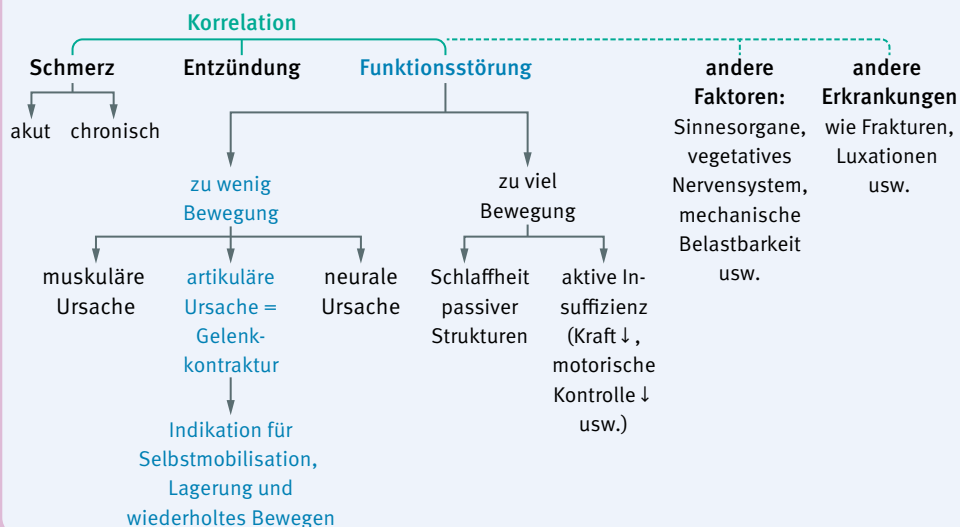 Korrelation
Schmerz
Entzündung
Funktionsstörung
andere
Faktoren:
Sinnesorgane,
vegetatives
Nervensystem,
mechanische
Belastbarkeit
usw.
andere
Erkrankungen
wie Frakturen,
Luxationen
usw.
akut
chronisch
zu wenig
Bewegung
zu viel
Bewegung
muskuläre
Ursache
artikuläre
Ursache =
Gelenk-
kontraktur
neurale
Ursache
Schlaffheit
passiver
Strukturen
aktive In-
suffizienz
(Kraft↓,
motorische
Kontrolle↓
usw.)
Indikation für
Selbstmobilisation,
Lagerung und
wiederholtes Bewegen